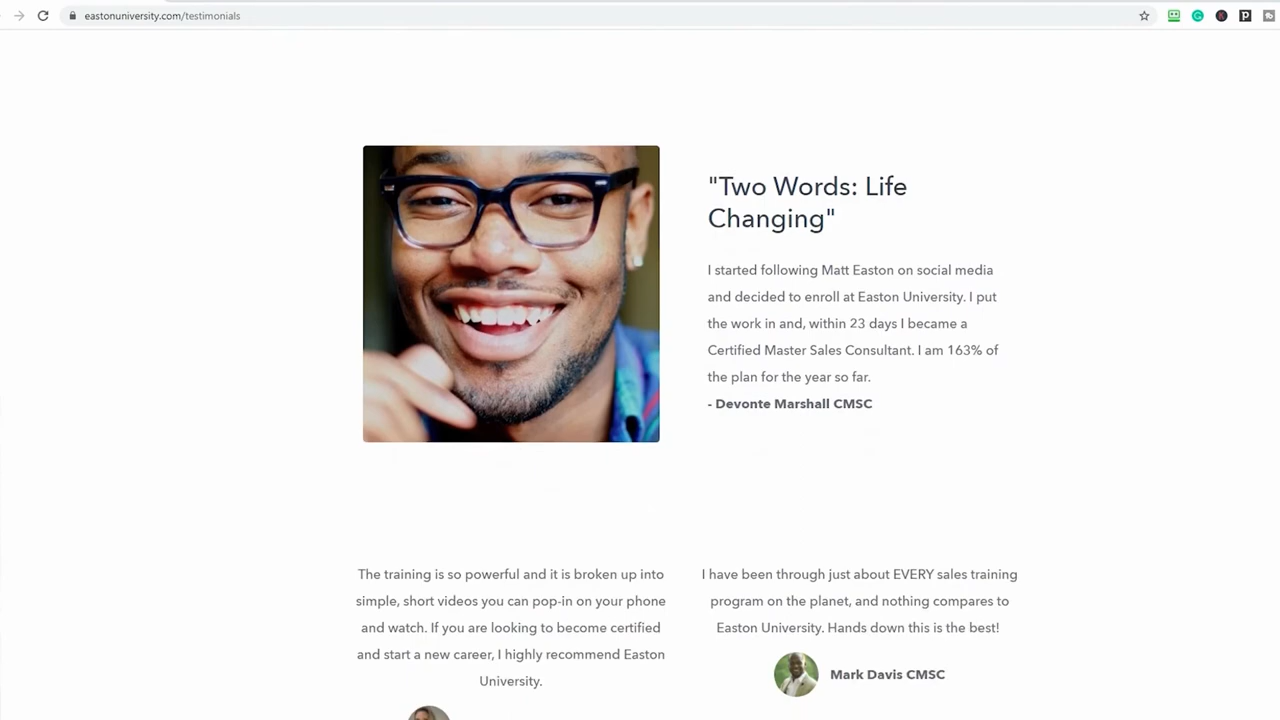 eastonuniversity.com/testimonials
"Two Words: Life
Changing"
I started following Matt Easton on social media
and decided to enroll at Easton University. I put
the work in and, within 23 days I became a
Certified Master Sales Consultant. I am 163% of
the plan for the year so far.
- Devonte Marshall CMSC
The training is so powerful and it is broken up into
simple, short videos you can pop-in on your phone
and watch. If you are looking to become certified
and start a new career, I highly recommend Easton
University.
I have been through just about EVERY sales training
program on the planet, and nothing compares to
Easton University. Hands down this is the best!
Mark Davis CMSC